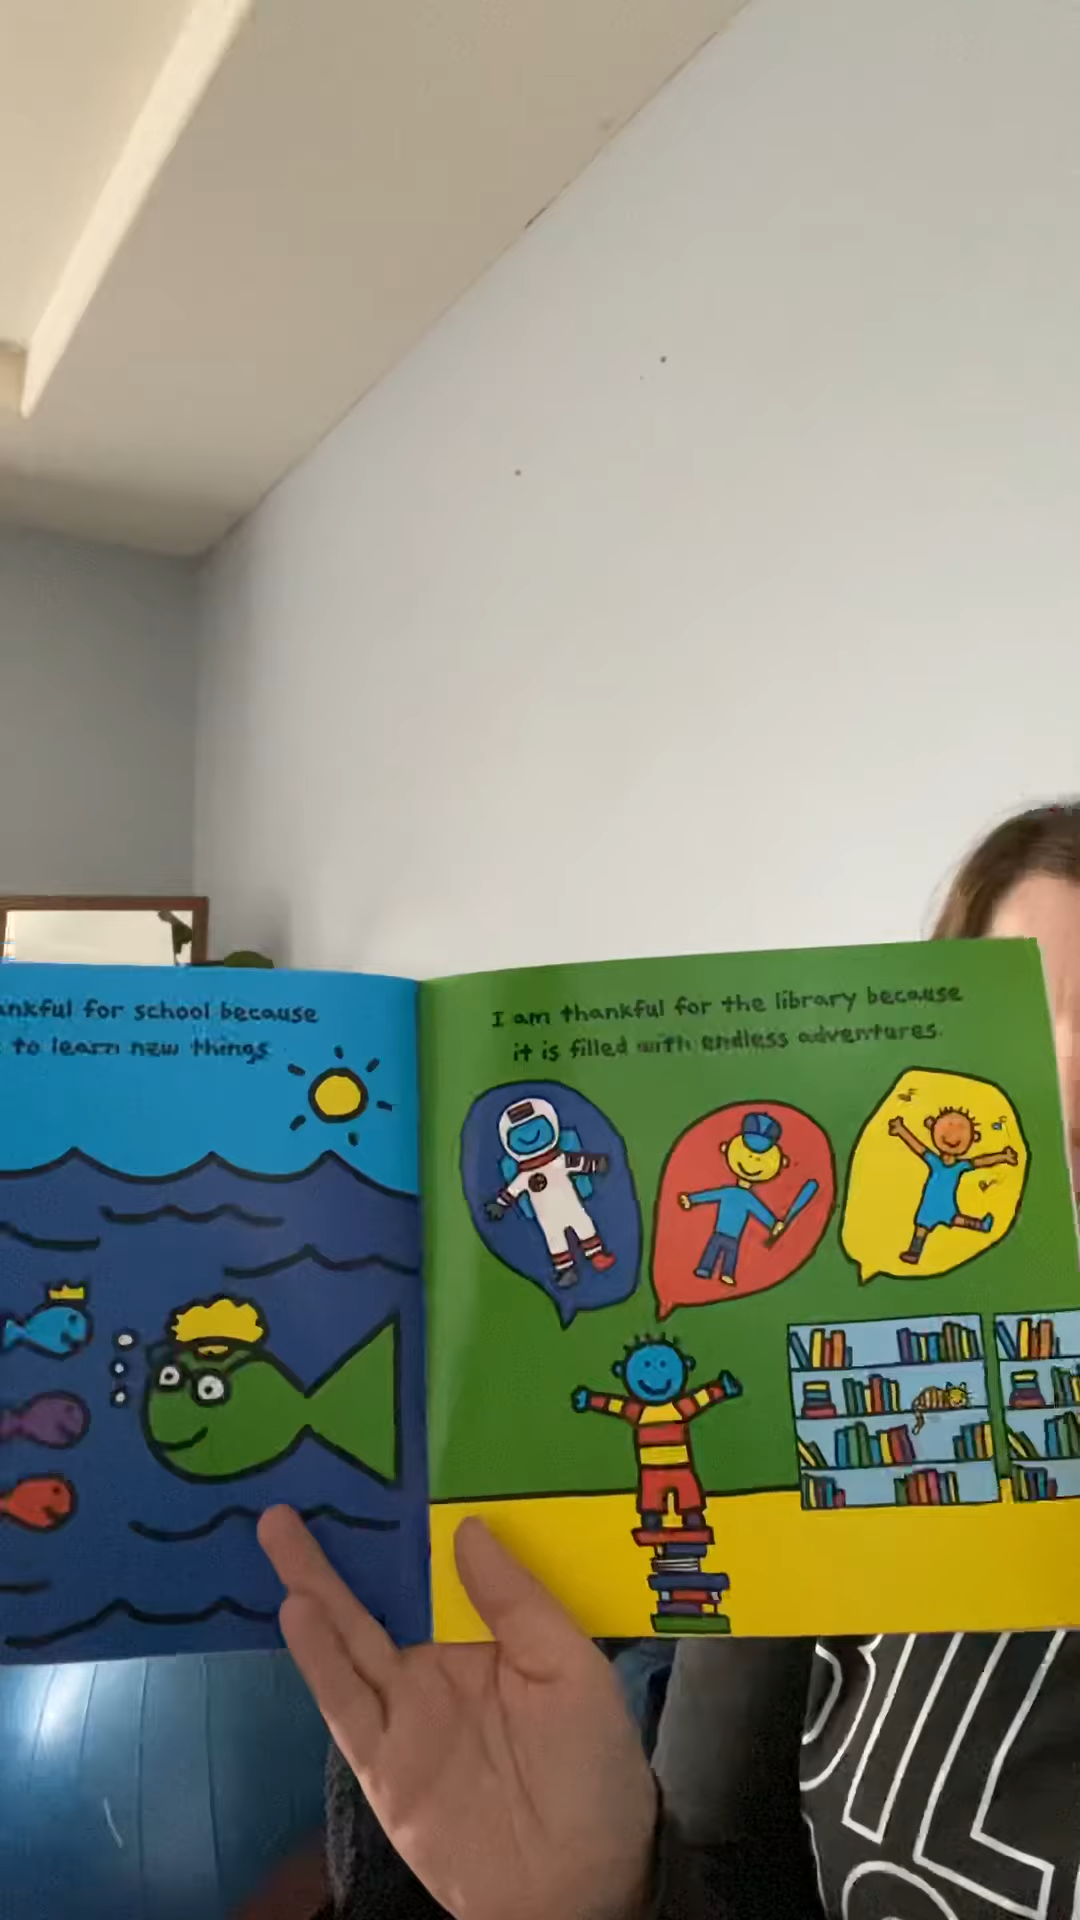 ankful for school because
to learn new things
I am thankful for the library because
it is filled with endless adventures.